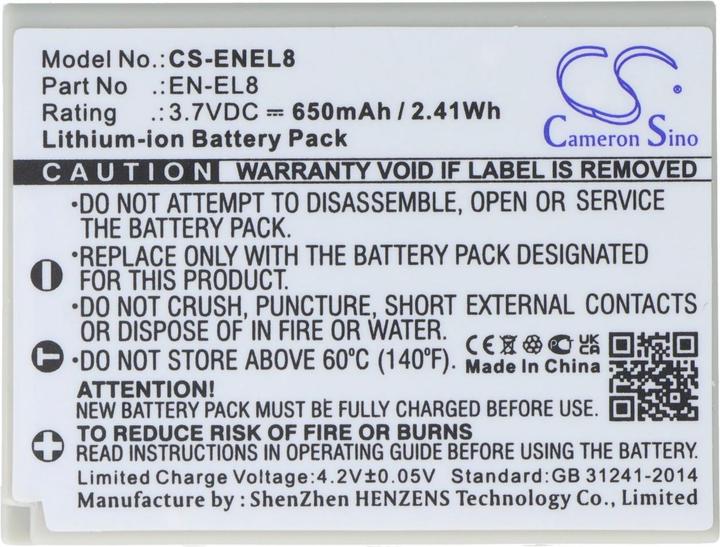 Model No.: CS-ENEL8
Part No :EN-EL8
Rating :3.7VDC ⎓ 650mAh / 2.41Wh
Lithium-ion Battery Pack
CS
®
Cameron Sino
CAUTION WARRANTY VOID IF LABEL IS REMOVED
•DO NOT ATTEMPT TO DISASSEMBLE, OPEN OR SERVICE
THE BATTERY PACK.
•REPLACE ONLY WITH THE BATTERY PACK DESIGNATED
FOR THIS PRODUCT.
•DO NOT CRUSH, PUNCTURE, SHORT EXTERNAL CONTACTS
OR DISPOSE OF IN FIRE OR WATER.
•DO NOT STORE ABOVE 60°C (140°F).
CE UKCA
Made In China
T
ATTENTION!
NEW BATTERY PACK MUST BE FULLY CHARGED BEFORE USE.
TO REDUCE RISK OF FIRE OR BURNS
READ INSTRUCTIONS IN OPERATING GUIDE BEFORE USING THE BATTERY.
Limited Charge Voltage:4.2V±0.05V Standard:GB 31241-2014
Manufacturer: ShenZhen HENZENS Technology Co., Limited